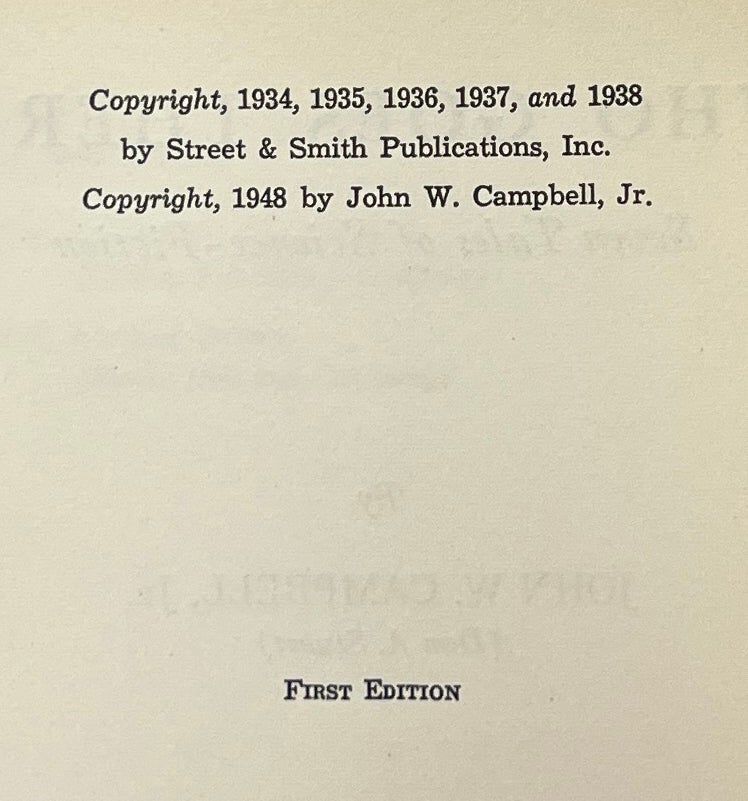 Copyright, 1934, 1935, 1936, 1937, and 1938
by Street & Smith Publications, Inc.
Copyright, 1948 by John W. Campbell, Jr.
First Edition